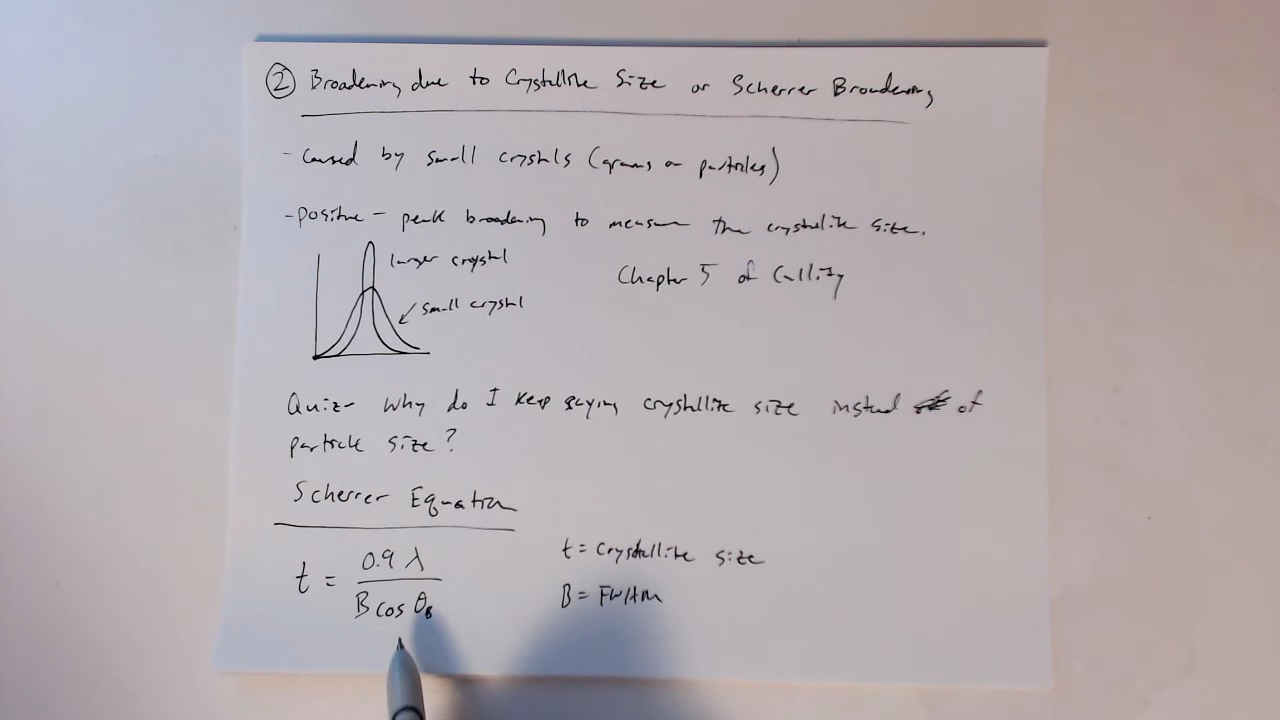 ② Broadening due to Crystallite Size or Scherrer Broadening
- Caused by small crystals (grains or particles)
- positive - peak broadening to measure the crystallite size.
larger crystal
Chapter 5 of Cullity
small crystal
Quiz - Why do I keep saying crystallite size instead of
particle size?
Scherrer Equation
t = 0.9 λ / B cos θ_B
t = crystallite size
B = FWHM